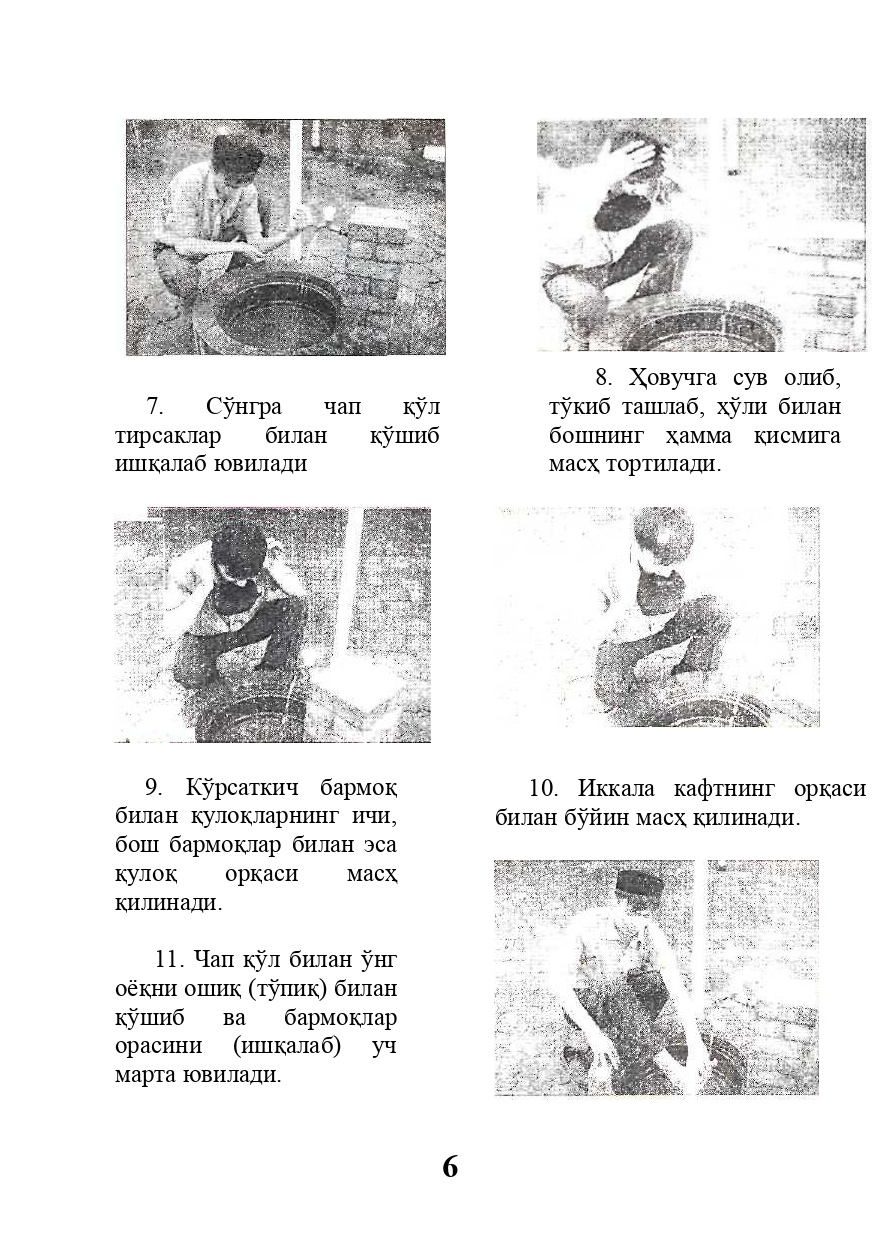 7. Сўнгра чап қўл
тирсаклар билан қўшиб
ишқалаб ювилади
8. Ҳовучга сув олиб,
тўкиб ташлаб, ҳўли билан
бошнинг ҳамма қисмига
масҳ тортилади.
9. Кўрсаткич бармоқ
билан қулоқларнинг ичи,
бош бармоқлар билан эса
қулоқ орқаси масҳ
қилинади.
10. Иккала кафтнинг орқаси
билан бўйин масҳ қилинади.
11. Чап қўл билан ўнг
оёқни ошиқ (тўпиқ) билан
қўшиб ва бармоқлар
орасини (ишқалаб) уч
марта ювилади.
6